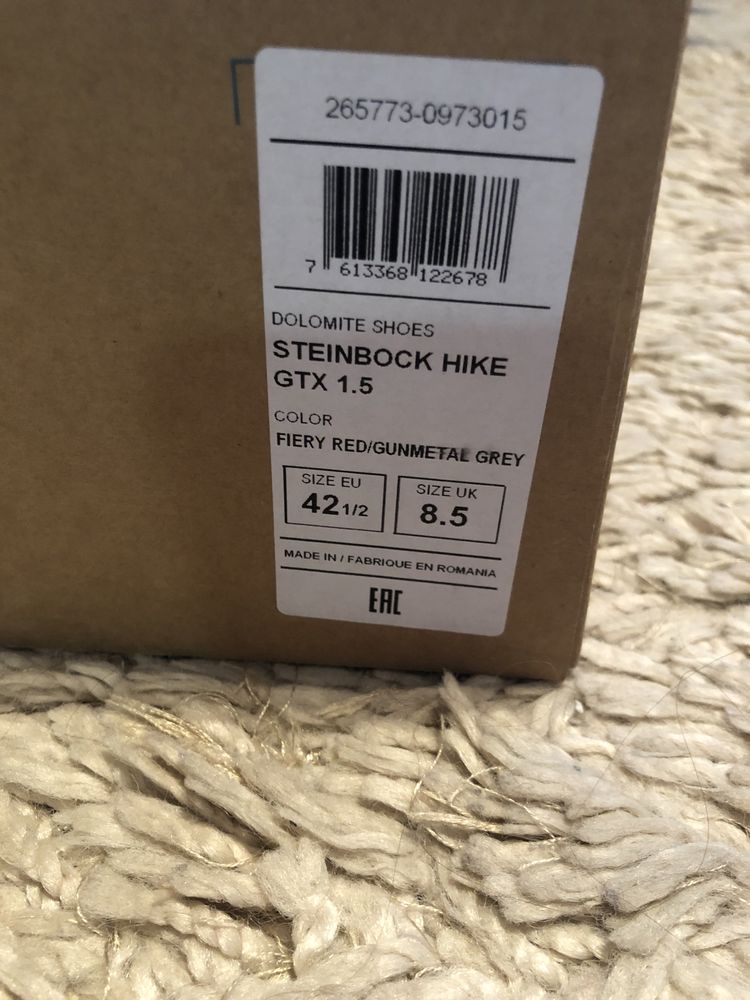 265773-0973015
7 613368 122678
DOLOMITE SHOES
STEINBOCK HIKE
GTX 1.5
COLOR
FIERY RED/GUNMETAL GREY
SIZE EU SIZE UK
42 1/2 8.5
MADE IN / FABRIQUE EN ROMANIA
EAC